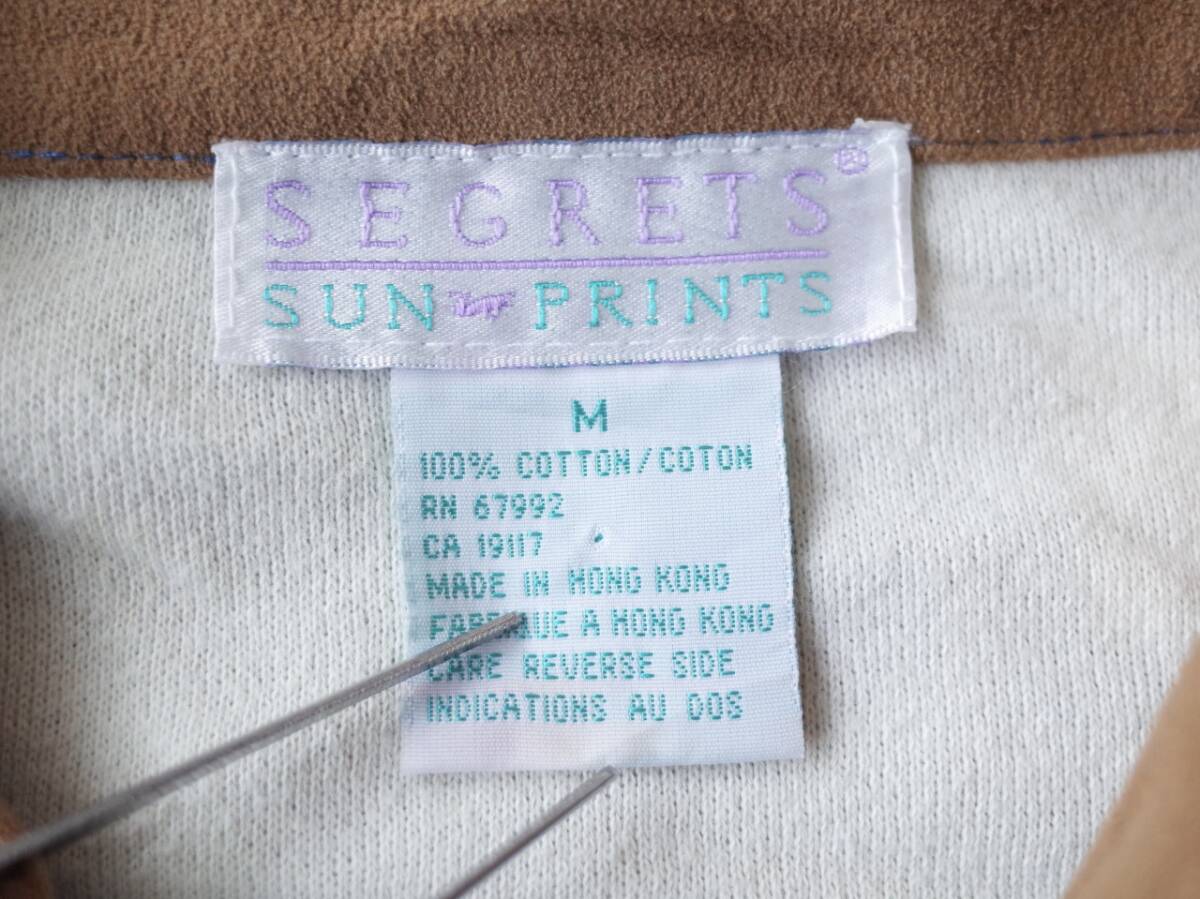 SEGRETS®
SUN PRINTS
M
100% COTTON/COTON
RN 67992
CA 19117
MADE IN HONG KONG
A HONG KONG
CARE REVERSE SIDE
INDICATIONS AU DOS